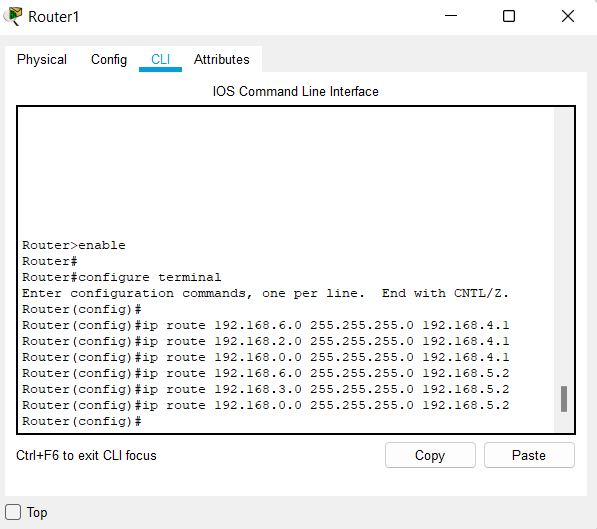 Router1
Physical Config CLI Attributes
IOS Command Line Interface
Router>enable
Router#
Router#configure terminal
Enter configuration commands, one per line.  End with CNTL/Z.
Router(config)#
Router(config)#ip route 192.168.6.0 255.255.255.0 192.168.4.1
Router(config)#ip route 192.168.2.0 255.255.255.0 192.168.4.1
Router(config)#ip route 192.168.0.0 255.255.255.0 192.168.4.1
Router(config)#ip route 192.168.6.0 255.255.255.0 192.168.5.2
Router(config)#ip route 192.168.3.0 255.255.255.0 192.168.5.2
Router(config)#ip route 192.168.0.0 255.255.255.0 192.168.5.2
Router(config)#
Ctrl+F6 to exit CLI focus Copy Paste
Top